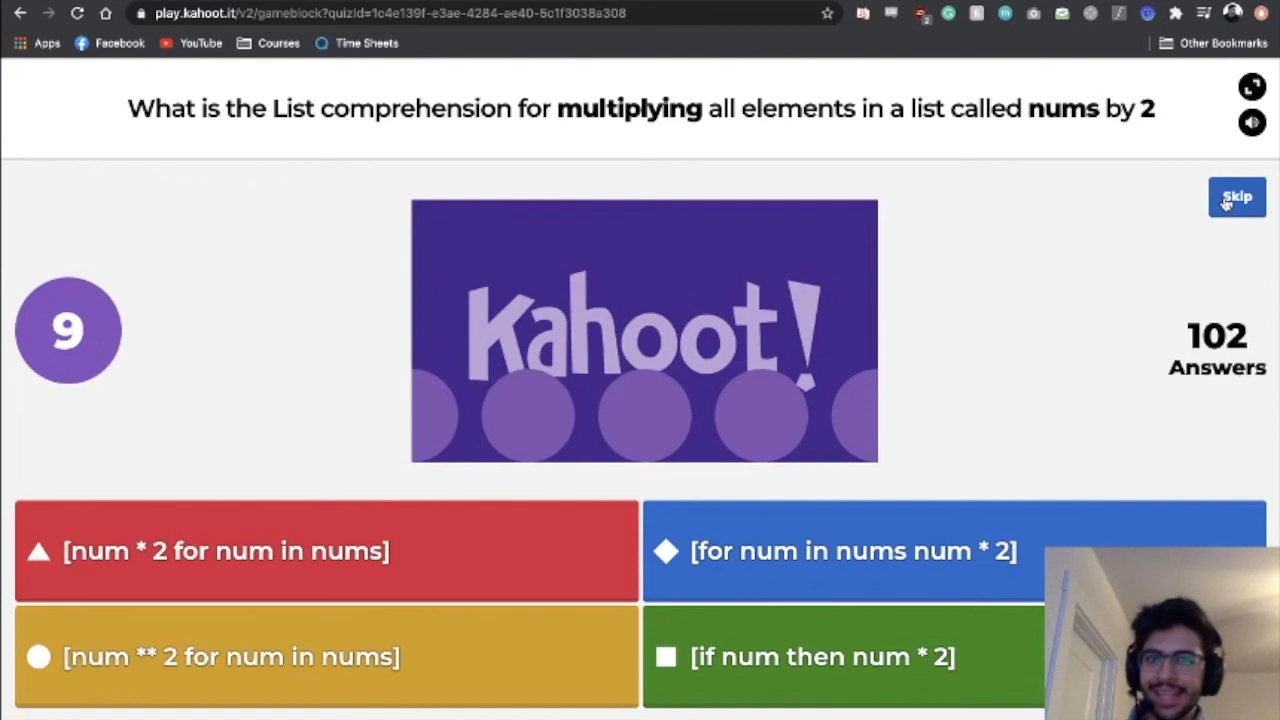 play.kahoot.it/v2/gameblock?quizId=1c4e139f-e3ae-4284-ae40-5c1f3038a308
Apps Facebook YouTube Courses Time Sheets Other Bookmarks
What is the List comprehension for multiplying all elements in a list called nums by 2
Skip
9
Kahoot!
102
Answers
[num * 2 for num in nums]
[for num in nums num * 2]
[num ** 2 for num in nums]
[if num then num * 2]